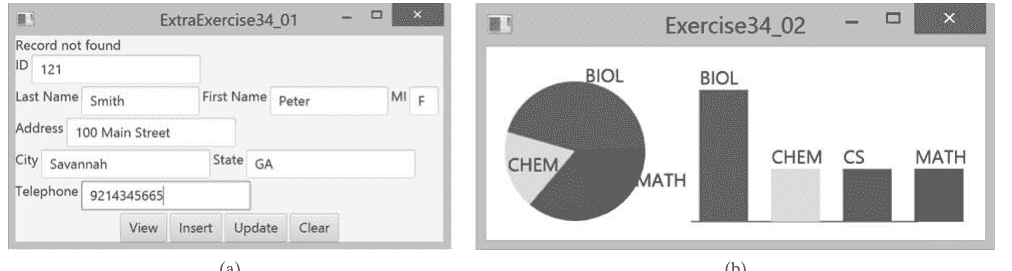 ExtraExercise34_01
Record not found
ID 121
Last Name Smith First Name Peter MI F
Address 100 Main Street
City Savannah State GA
Telephone 9214345665
View Insert Update Clear
(a)
Exercise34_02
BIOL
CHEM
MATH
BIOL
CHEM CS MATH
(b)